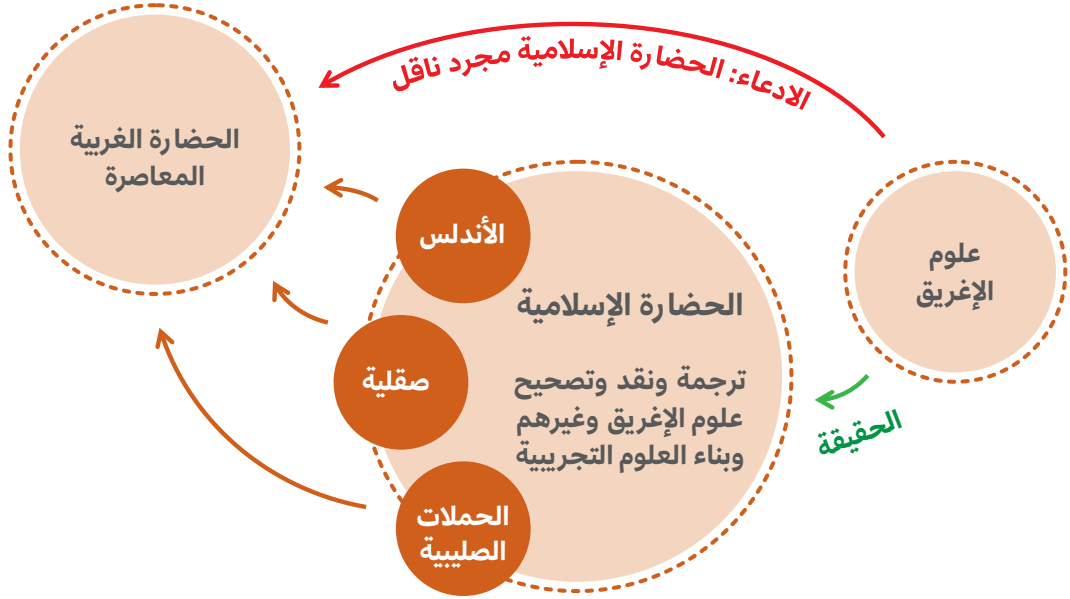 الادعاء: الحضارة الإسلامية مجرد ناقل
علوم
الإغريق
الحقيقة
الحضارة الإسلامية
ترجمة ونقد وتصحيح
علوم الإغريق وغيرهم
وبناء العلوم التجريبية
الأندلس
صقلية
الحملات
الصليبية
الحضارة الغربية
المعاصرة